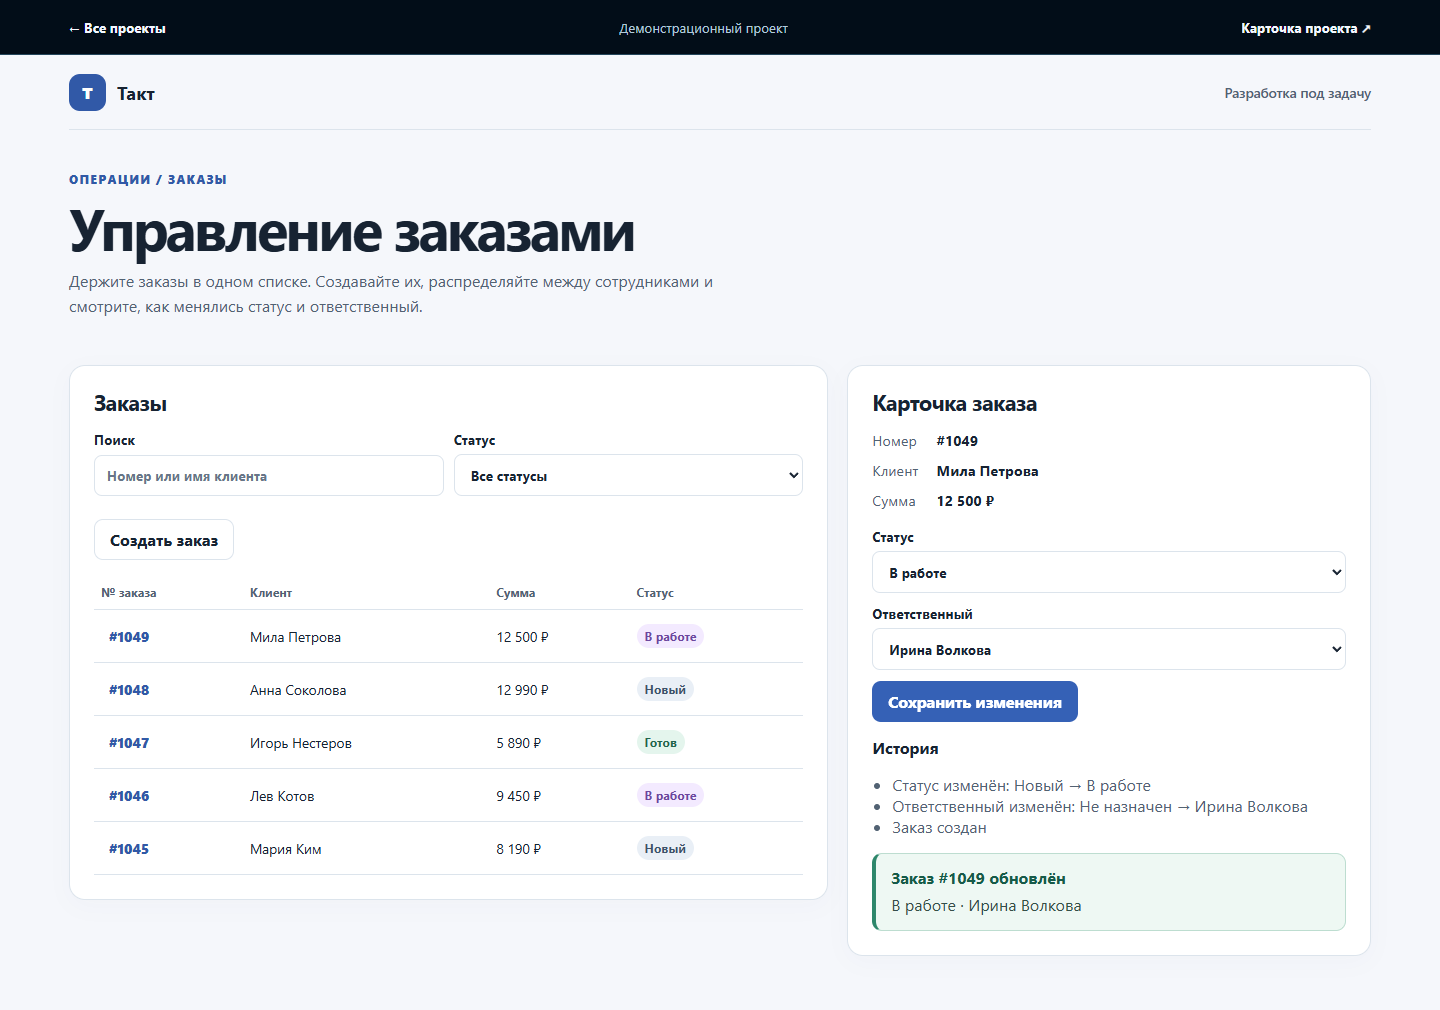 ← Все проекты
Демонстрационный проект
Карточка проекта ↗
Т
Такт
Разработка под задачу
ОПЕРАЦИИ / ЗАКАЗЫ
Управление заказами
Держите заказы в одном списке. Создавайте их, распределяйте между сотрудниками и
смотрите, как менялись статус и ответственный.
Заказы
Поиск
Статус
Номер или имя клиента
Все статусы
Создать заказ
№ заказа Клиент Сумма Статус
#1049 Мила Петрова 12 500 ₽ В работе
#1048 Анна Соколова 12 990 ₽ Новый
#1047 Игорь Нестеров 5 890 ₽ Готов
#1046 Лев Котов 9 450 ₽ В работе
#1045 Мария Ким 8 190 ₽ Новый
Карточка заказа
Номер #1049
Клиент Мила Петрова
Сумма 12 500 ₽
Статус
В работе
Ответственный
Ирина Волкова
Сохранить изменения
История
• Статус изменён: Новый → В работе
• Ответственный изменён: Не назначен → Ирина Волкова
• Заказ создан
Заказ #1049 обновлён
В работе · Ирина Волкова